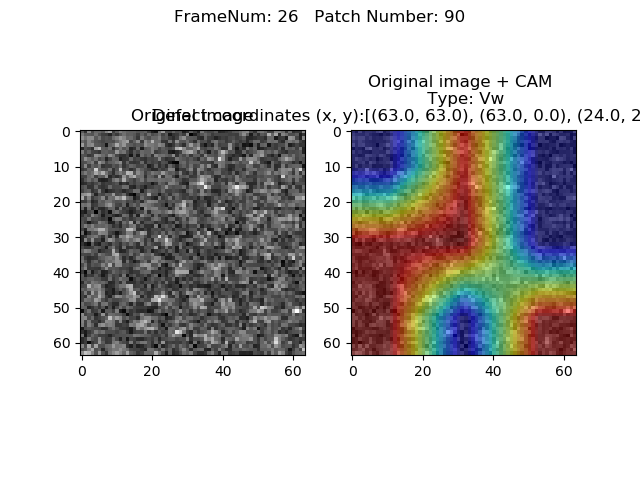 FrameNum: 26   Patch Number: 90
Original image + CAM
Type: Vw
Original image
Defect coordinates (x, y):[(63.0, 63.0), (63.0, 0.0), (24.0, 2
0
10
20
30
40
50
60
0 20 40 60
0
10
20
30
40
50
60
0 20 40 60